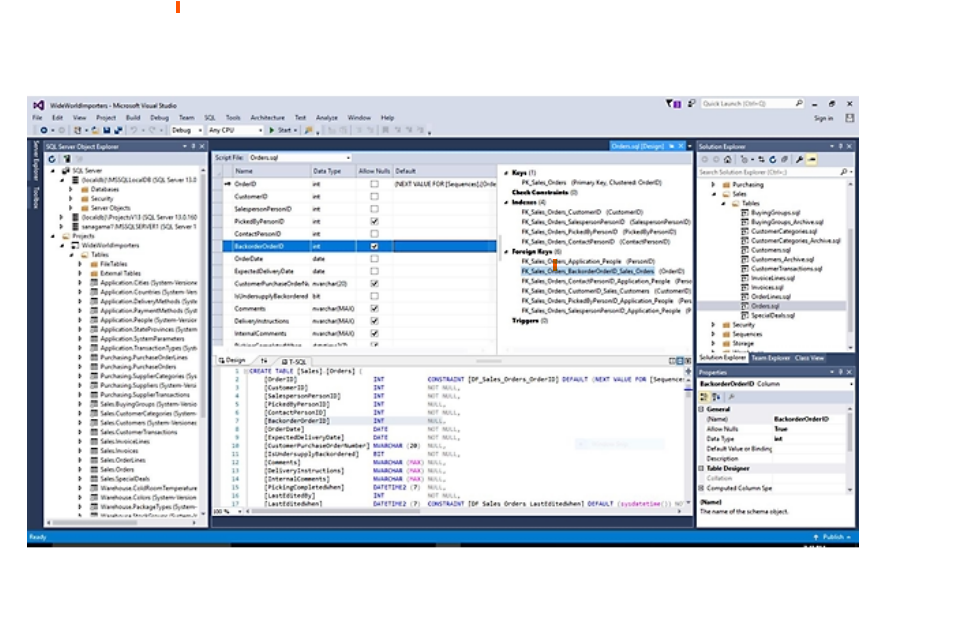 WideWorldImporters - Microsoft Visual Studio
Quick Launch (Ctrl+Q)
File Edit View Project Build Debug Team SQL Tools Architecture Test Analyze Window Help
Sign in
Debug Any CPU Start
Server Explorer
Toolbox
SQL Server Object Explorer
SQL Server
(localdb)\MSSQLLocalDB (SQL Server 13.0
Databases
Security
Server Objects
(localdb)\ProjectsV13 (SQL Server 13.0.160
sanagama1\MSSQLSERVER1 (SQL Server 1
Projects
WideWorldImporters
Tables
FileTables
External Tables
Application.Cities (System-Versione
Application.Countries (System-Ver
Application.DeliveryMethods (Syste
Application.PaymentMethods (Syst
Application.People (System-Version
Application.StateProvinces (System
Application.SystemParameters
Application.TransactionTypes (Syst
Purchasing.PurchaseOrderLines
Purchasing.PurchaseOrders
Purchasing.SupplierCategories (Sys
Purchasing.Suppliers (System-Versi
Purchasing.SupplierTransactions
Sales.BuyingGroups (System-Versio
Sales.CustomerCategories (System-
Sales.Customers (System-Versiones
Sales.CustomerTransactions
Sales.InvoiceLines
Sales.Invoices
Sales.OrderLines
Sales.Orders
Sales.SpecialDeals
Warehouse.ColdRoomTemperature
Warehouse.Colors (System-Version
Warehouse.PackageTypes (System-
Orders.sql [Design]
Script File: Orders.sql
Name Data Type Allow Nulls Default
OrderID int (NEXT VALUE FOR [Sequences].[Orde
CustomerID int
SalespersonPersonID int
PickedByPersonID int
ContactPersonID int
BackorderOrderID int
OrderDate date
ExpectedDeliveryDate date
CustomerPurchaseOrderN nvarchar(20)
IsUndersupplyBackordered bit
Comments nvarchar(MAX)
DeliveryInstructions nvarchar(MAX)
InternalComments nvarchar(MAX)
Keys (1)
PK_Sales_Orders (Primary Key, Clustered: OrderID)
Check Constraints (0)
Indexes (4)
FK_Sales_Orders_CustomerID (CustomerID)
FK_Sales_Orders_SalespersonPersonID (SalespersonPersonID)
FK_Sales_Orders_PickedByPersonID (PickedByPersonID)
FK_Sales_Orders_ContactPersonID (ContactPersonID)
Foreign Keys (6)
FK_Sales_Orders_Application_People (PersonID)
FK_Sales_Orders_BackorderOrderID_Sales_Orders (OrderID)
FK_Sales_Orders_ContactPersonID_Application_People (Perso
FK_Sales_Orders_CustomerID_Sales_Customers (CustomerID)
FK_Sales_Orders_PickedByPersonID_Application_People (Pers
FK_Sales_Orders_SalespersonPersonID_Application_People (P
Triggers (0)
Design T-SQL
1 CREATE TABLE [Sales].[Orders] (
2 [OrderID] INT CONSTRAINT [DF_Sales_Orders_OrderID] DEFAULT (NEXT VALUE FOR [Sequence
3 [CustomerID] INT NOT NULL,
4 [SalespersonPersonID] INT NOT NULL,
5 [PickedByPersonID] INT NULL,
6 [ContactPersonID] INT NOT NULL,
7 [BackorderOrderID] INT NULL,
8 [OrderDate] DATE NOT NULL,
9 [ExpectedDeliveryDate] DATE NOT NULL,
10 [CustomerPurchaseOrderNumber] NVARCHAR (20) NULL,
11 [IsUndersupplyBackordered] BIT NOT NULL,
12 [Comments] NVARCHAR (MAX) NULL,
13 [DeliveryInstructions] NVARCHAR (MAX) NULL,
14 [InternalComments] NVARCHAR (MAX) NULL,
15 [PickingCompletedWhen] DATETIME2 (7) NULL,
16 [LastEditedBy] INT NOT NULL,
17 [LastEditedWhen] DATETIME2 (7) CONSTRAINT [DF_Sales_Orders_LastEditedWhen] DEFAULT (sysdatetime()) NOT
100 %
Solution Explorer
Search Solution Explorer (Ctrl+;)
Purchasing
Sales
Tables
BuyingGroups.sql
BuyingGroups_Archive.sql
CustomerCategories.sql
CustomerCategories_Archive.sql
Customers.sql
Customers_Archive.sql
CustomerTransactions.sql
InvoiceLines.sql
Invoices.sql
OrderLines.sql
Orders.sql
SpecialDeals.sql
Security
Sequences
Storage
Solution Explorer Team Explorer Class View
Properties
BackorderOrderID Column
General
(Name) BackorderOrderID
Allow Nulls True
Data Type int
Default Value or Binding
Description
Table Designer
Collation
Computed Column Spe
(Name)
The name of the schema object.
Ready
Publish